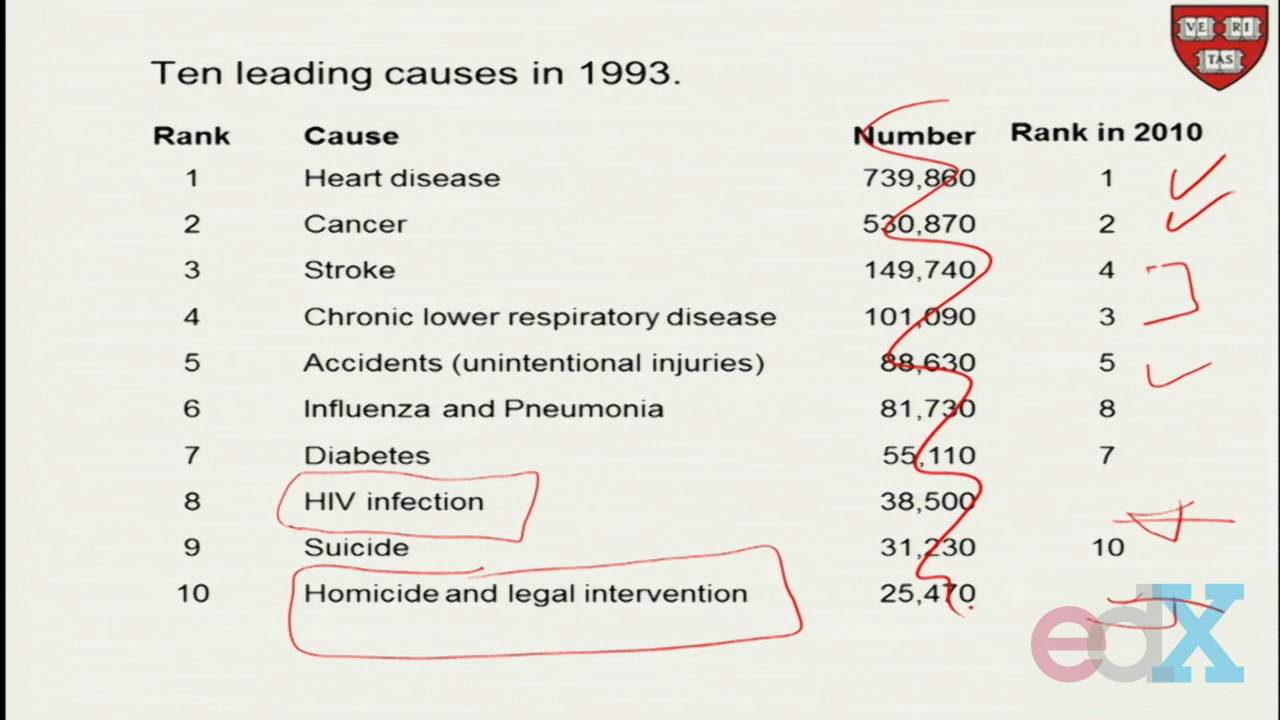 VE RI
TAS
Ten leading causes in 1993.
Rank Cause Number Rank in 2010
1 Heart disease 739,860 1
2 Cancer 530,870 2
3 Stroke 149,740 4
4 Chronic lower respiratory disease 101,090 3
5 Accidents (unintentional injuries) 88,630 5
6 Influenza and Pneumonia 81,730 8
7 Diabetes 55,110 7
8 HIV infection 38,500
9 Suicide 31,230 10
10 Homicide and legal intervention 25,470
edX